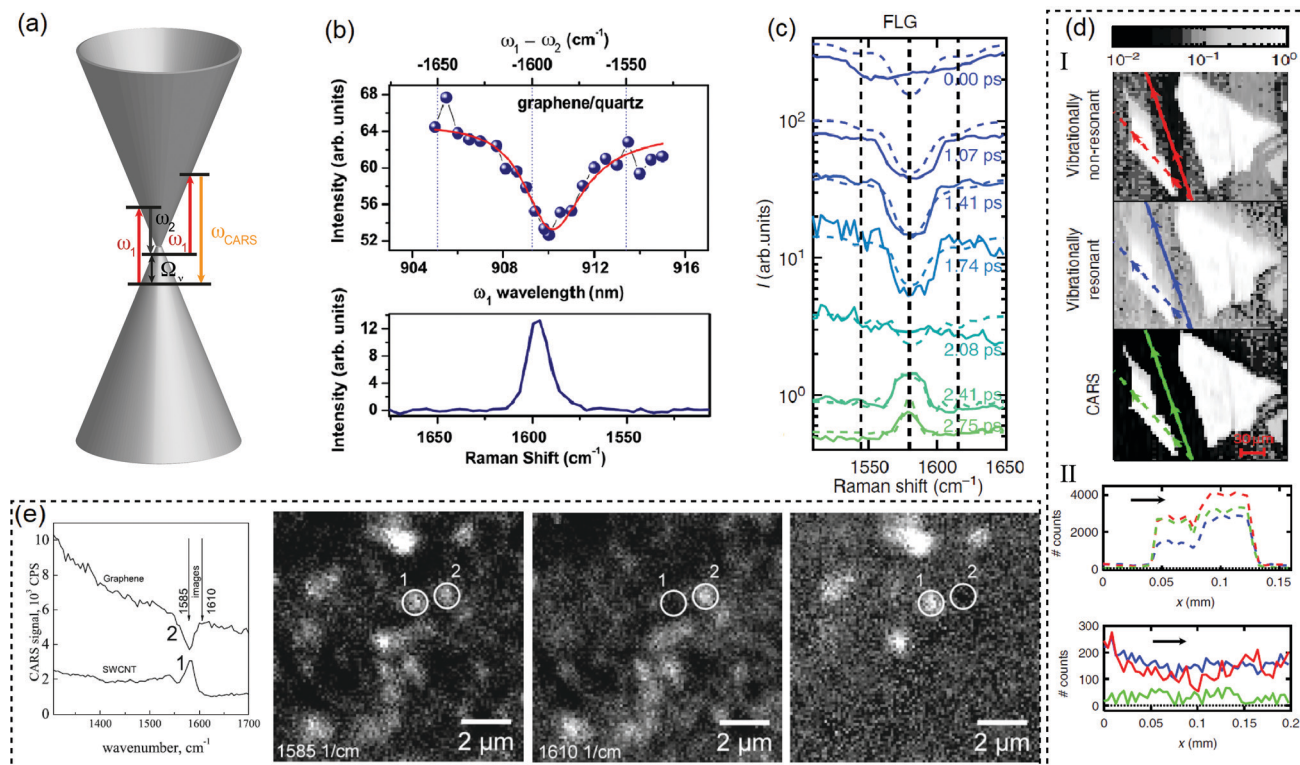 (a)
ω1
ω2
ω1
ωCARS
Ωv
(b)
ω1 − ω2 (cm−1)
-1650 -1600 -1550
graphene/quartz
Intensity (arb. units)
68
64
60
56
52
904 908 912 916
ω1 wavelength (nm)
Intensity (arb. units)
12
8
4
0
1650 1600 1550
Raman Shift (cm−1)
(c)
FLG
I (arb.units)
10²
10¹
10⁰
0.00 ps
1.07 ps
1.41 ps
1.74 ps
2.08 ps
2.41 ps
2.75 ps
1550 1600 1650
Raman shift (cm−1)
(d)
10−2 10−1 10⁰
I
Vibrationally
non-resonant
Vibrationally
resonant
CARS
30 µm
II
# counts
4000
2000
0
0 0.05 0.10 0.15
x (mm)
# counts
300
200
100
0
0 0.05 0.1 0.15 0.2
x (mm)
(e)
CARS signal, 10³ CPS
10
8
6
4
2
0
Graphene
2
SWCNT
1
1585
images
1610
1400 1500 1600 1700
wavenumber, cm−1
1 2
1585 1/cm
2 µm
1 2
1610 1/cm
2 µm
1 2
2 µm